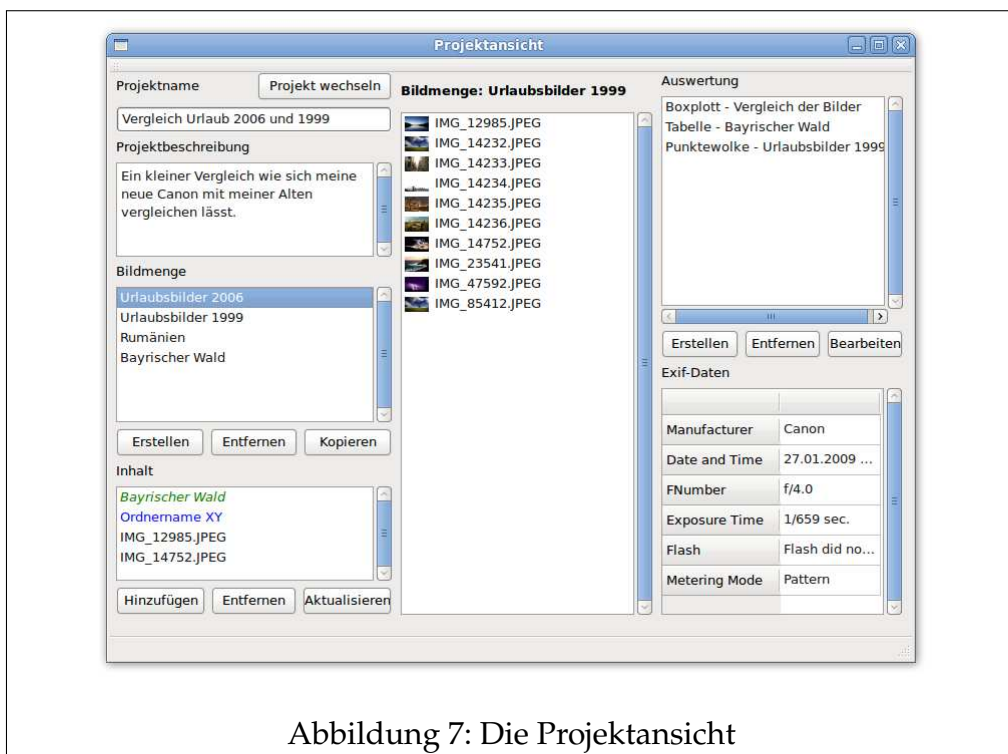 Projektansicht
Projektname
Projekt wechseln
Vergleich Urlaub 2006 und 1999
Projektbeschreibung
Ein kleiner Vergleich wie sich meine
neue Canon mit meiner Alten
vergleichen lässt.
Bildmenge
Urlaubsbilder 2006
Urlaubsbilder 1999
Rumänien
Bayrischer Wald
Erstellen
Entfernen
Kopieren
Inhalt
Bayrischer Wald
Ordnername XY
IMG_12985.JPEG
IMG_14752.JPEG
Hinzufügen
Entfernen
Aktualisieren
Bildmenge: Urlaubsbilder 1999
IMG_12985.JPEG
IMG_14232.JPEG
IMG_14233.JPEG
IMG_14234.JPEG
IMG_14235.JPEG
IMG_14236.JPEG
IMG_14752.JPEG
IMG_23541.JPEG
IMG_47592.JPEG
IMG_85412.JPEG
Auswertung
Boxplott - Vergleich der Bilder
Tabelle - Bayrischer Wald
Punktewolke - Urlaubsbilder 1999
Erstellen
Entfernen
Bearbeiten
Exif-Daten
Manufacturer Canon
Date and Time 27.01.2009 ...
FNumber f/4.0
Exposure Time 1/659 sec.
Flash Flash did no...
Metering Mode Pattern
Abbildung 7: Die Projektansicht